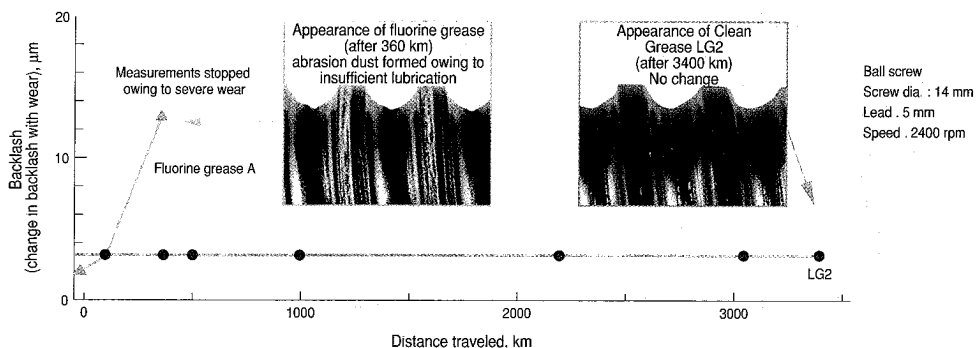 Backlash
(change in backlash with wear), μm
20
10
0
Measurements stopped
owing to severe wear
Fluorine grease A
Appearance of fluorine grease
(after 360 km)
abrasion dust formed owing to
insufficient lubrication
Appearance of Clean
Grease LG2
(after 3400 km)
No change
Ball screw
Screw dia. : 14 mm
Lead . 5 mm
Speed . 2400 rpm
LG2
0
1000
2000
3000
Distance traveled, km